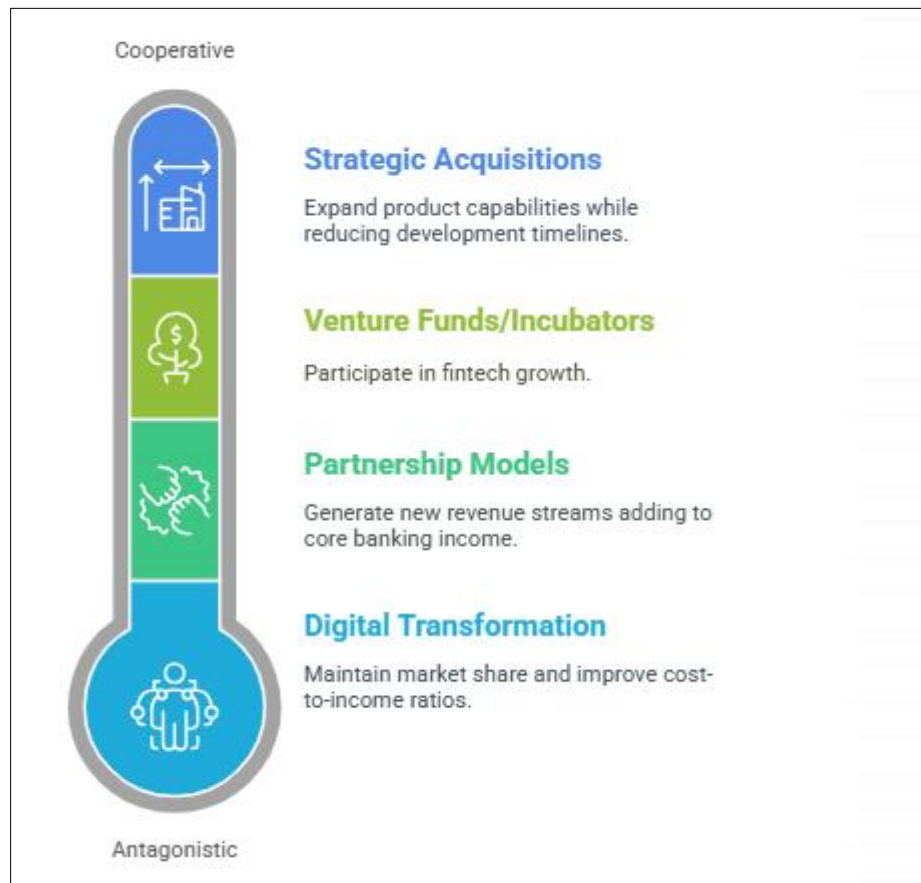 Cooperative
Strategic Acquisitions
Expand product capabilities while
reducing development timelines.
Venture Funds/Incubators
$
Participate in fintech growth.
Partnership Models
Generate new revenue streams adding to
core banking income.
Digital Transformation
Maintain market share and improve cost-
to-income ratios.
Antagonistic